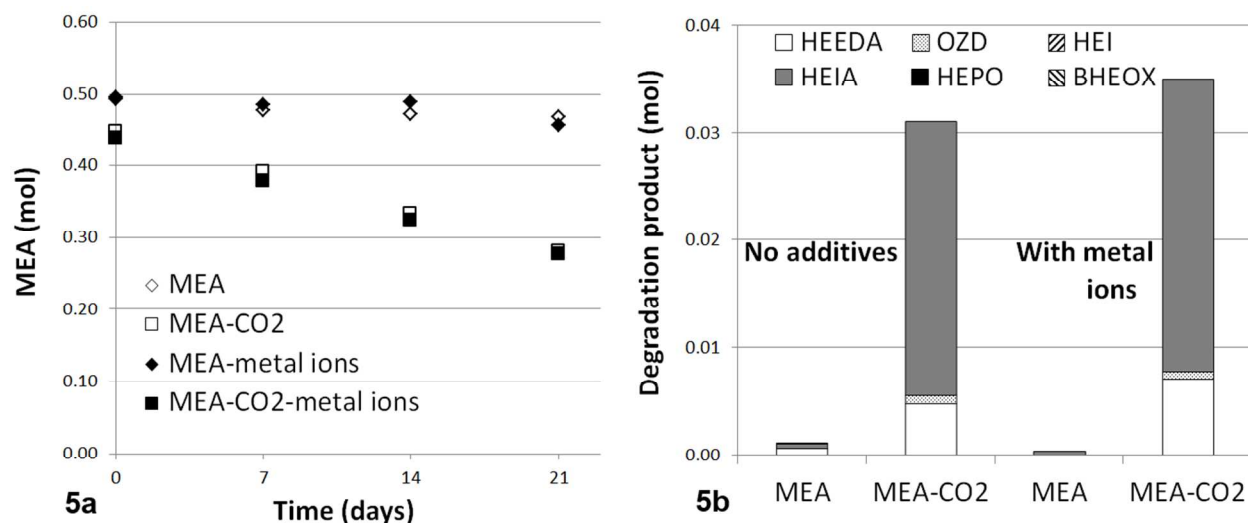 0.60
0.50
0.40
0.30
0.20
0.10
0.00
MEA (mol)
MEA
MEA-CO2
MEA-metal ions
MEA-CO2-metal ions
0 7 14 21
5a Time (days)
0.04
0.03
0.02
0.01
0.00
Degradation product (mol)
HEEDA OZD HEI
HEIA HEPO BHEOX
No additives With metal
ions
MEA MEA-CO2 MEA MEA-CO2
5b